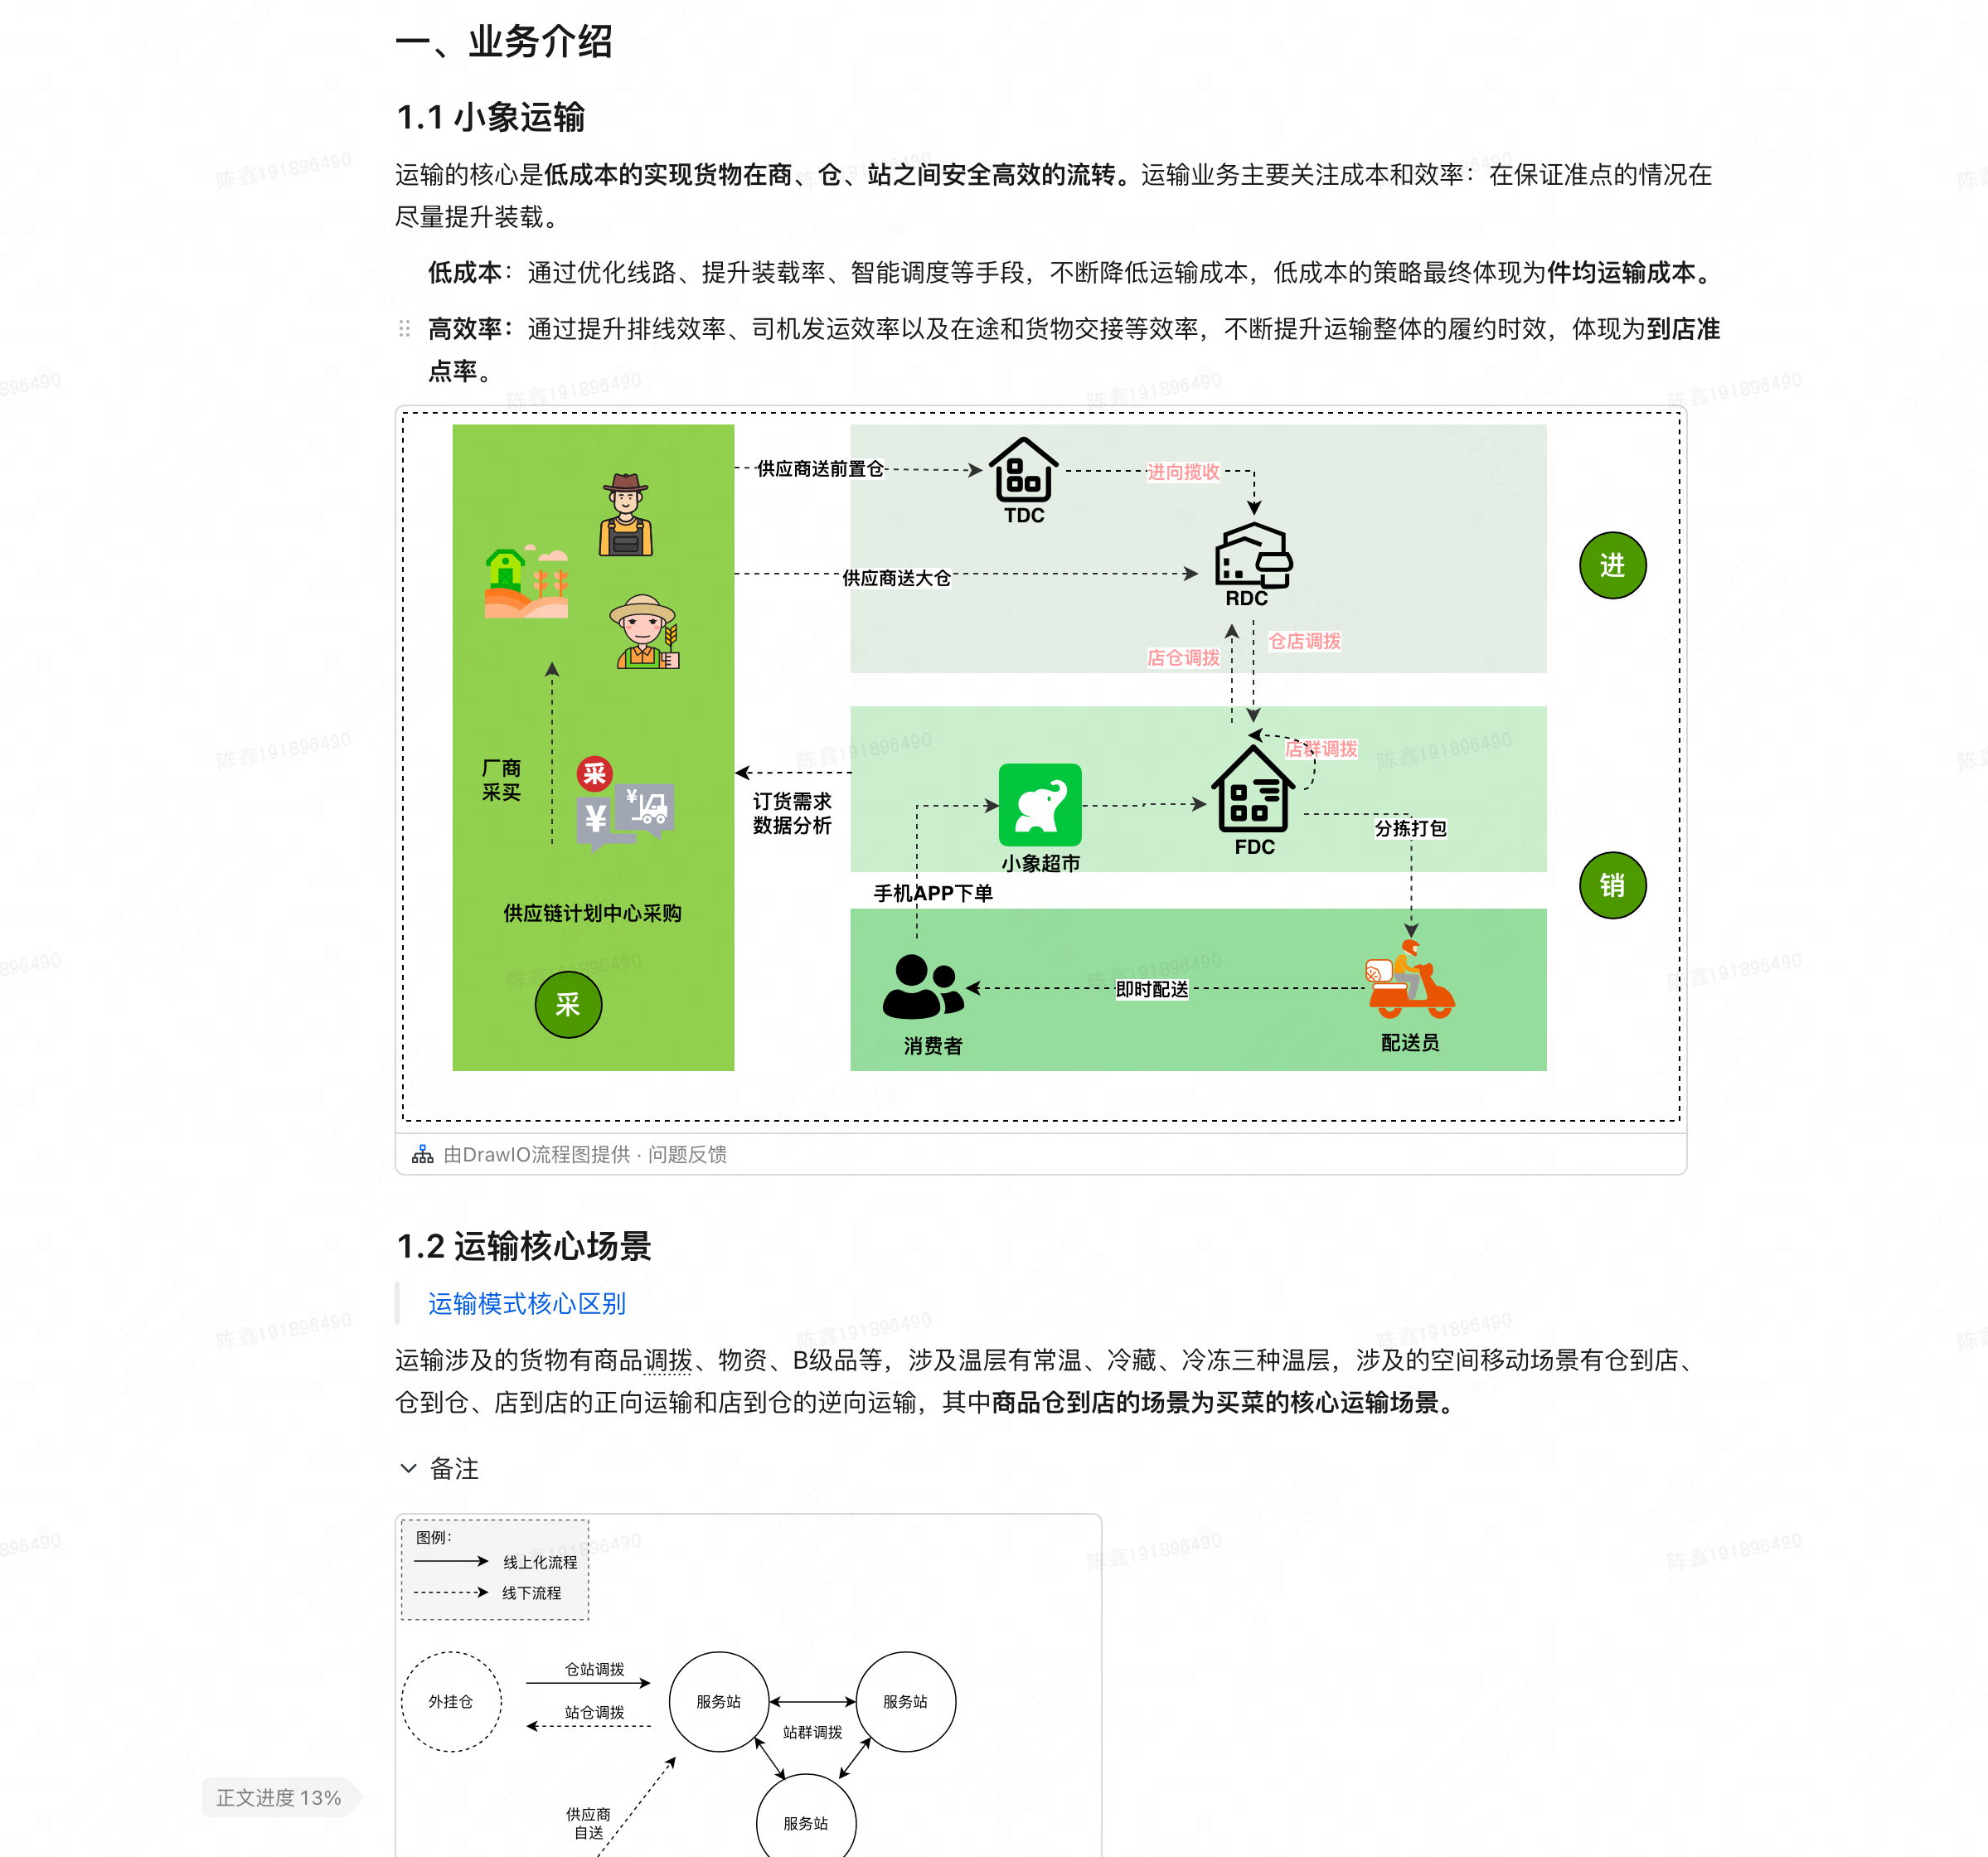 一、业务介绍
1.1 小象运输
运输的核心是低成本的实现货物在商、仓、站之间安全高效的流转。运输业务主要关注成本和效率：在保证准点的情况在
尽量提升装载。
低成本：通过优化线路、提升装载率、智能调度等手段，不断降低运输成本，低成本的策略最终体现为件均运输成本。
高效率：通过提升排线效率、司机发运效率以及在途和货物交接等效率，不断提升运输整体的履约时效，体现为到店准
点率。
供应商送前置仓
TDC
进向揽收
供应商送大仓
RDC
进
店仓调拨
仓店调拨
厂商
采买
采
¥
¥
订货需求
数据分析
店群调拨
小象超市
FDC
分拣打包
销
手机APP下单
供应链计划中心采购
采
消费者
即时配送
配送员
由DrawIO流程图提供 · 问题反馈
1.2 运输核心场景
运输模式核心区别
运输涉及的货物有商品调拨、物资、B级品等，涉及温层有常温、冷藏、冷冻三种温层，涉及的空间移动场景有仓到店、
仓到仓、店到店的正向运输和店到仓的逆向运输，其中商品仓到店的场景为买菜的核心运输场景。
备注
图例：
线上化流程
线下流程
外挂仓
仓站调拨
站仓调拨
服务站
站群调拨
服务站
服务站
供应商
自送
正文进度 13%
陈鑫191896490